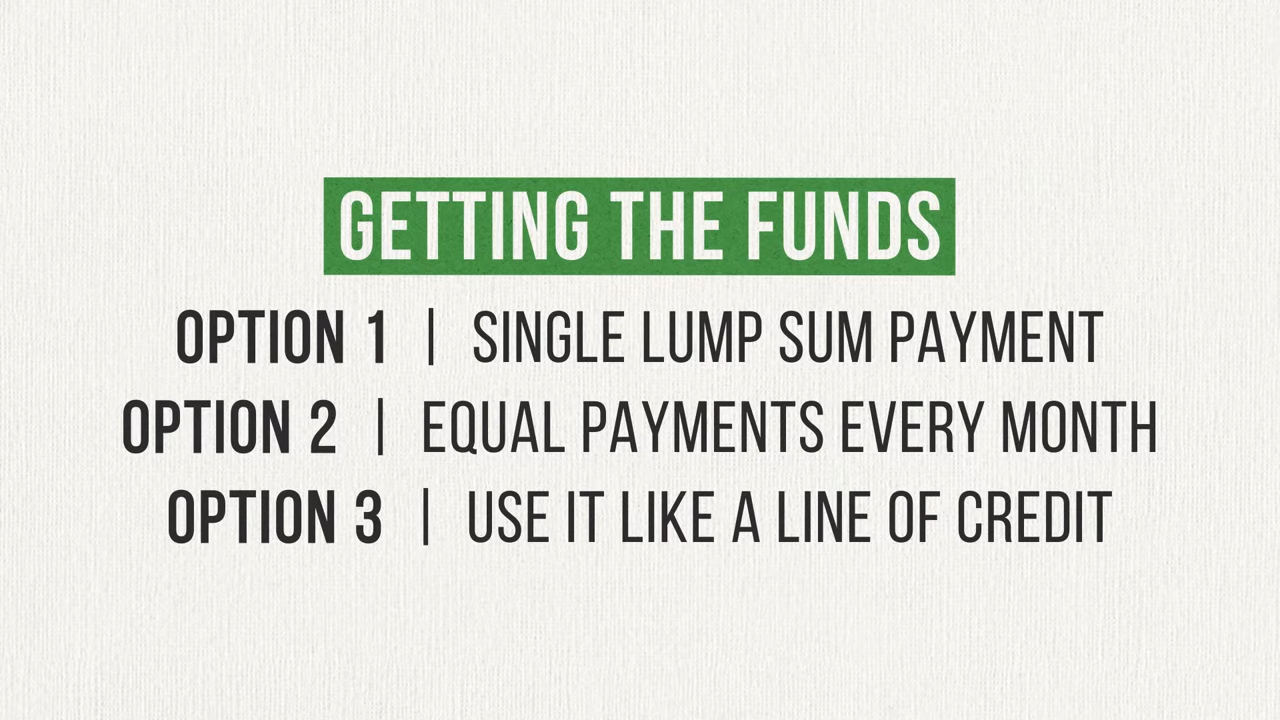 GETTING THE FUNDS
OPTION 1 | SINGLE LUMP SUM PAYMENT
OPTION 2 | EQUAL PAYMENTS EVERY MONTH
OPTION 3 | USE IT LIKE A LINE OF CREDIT